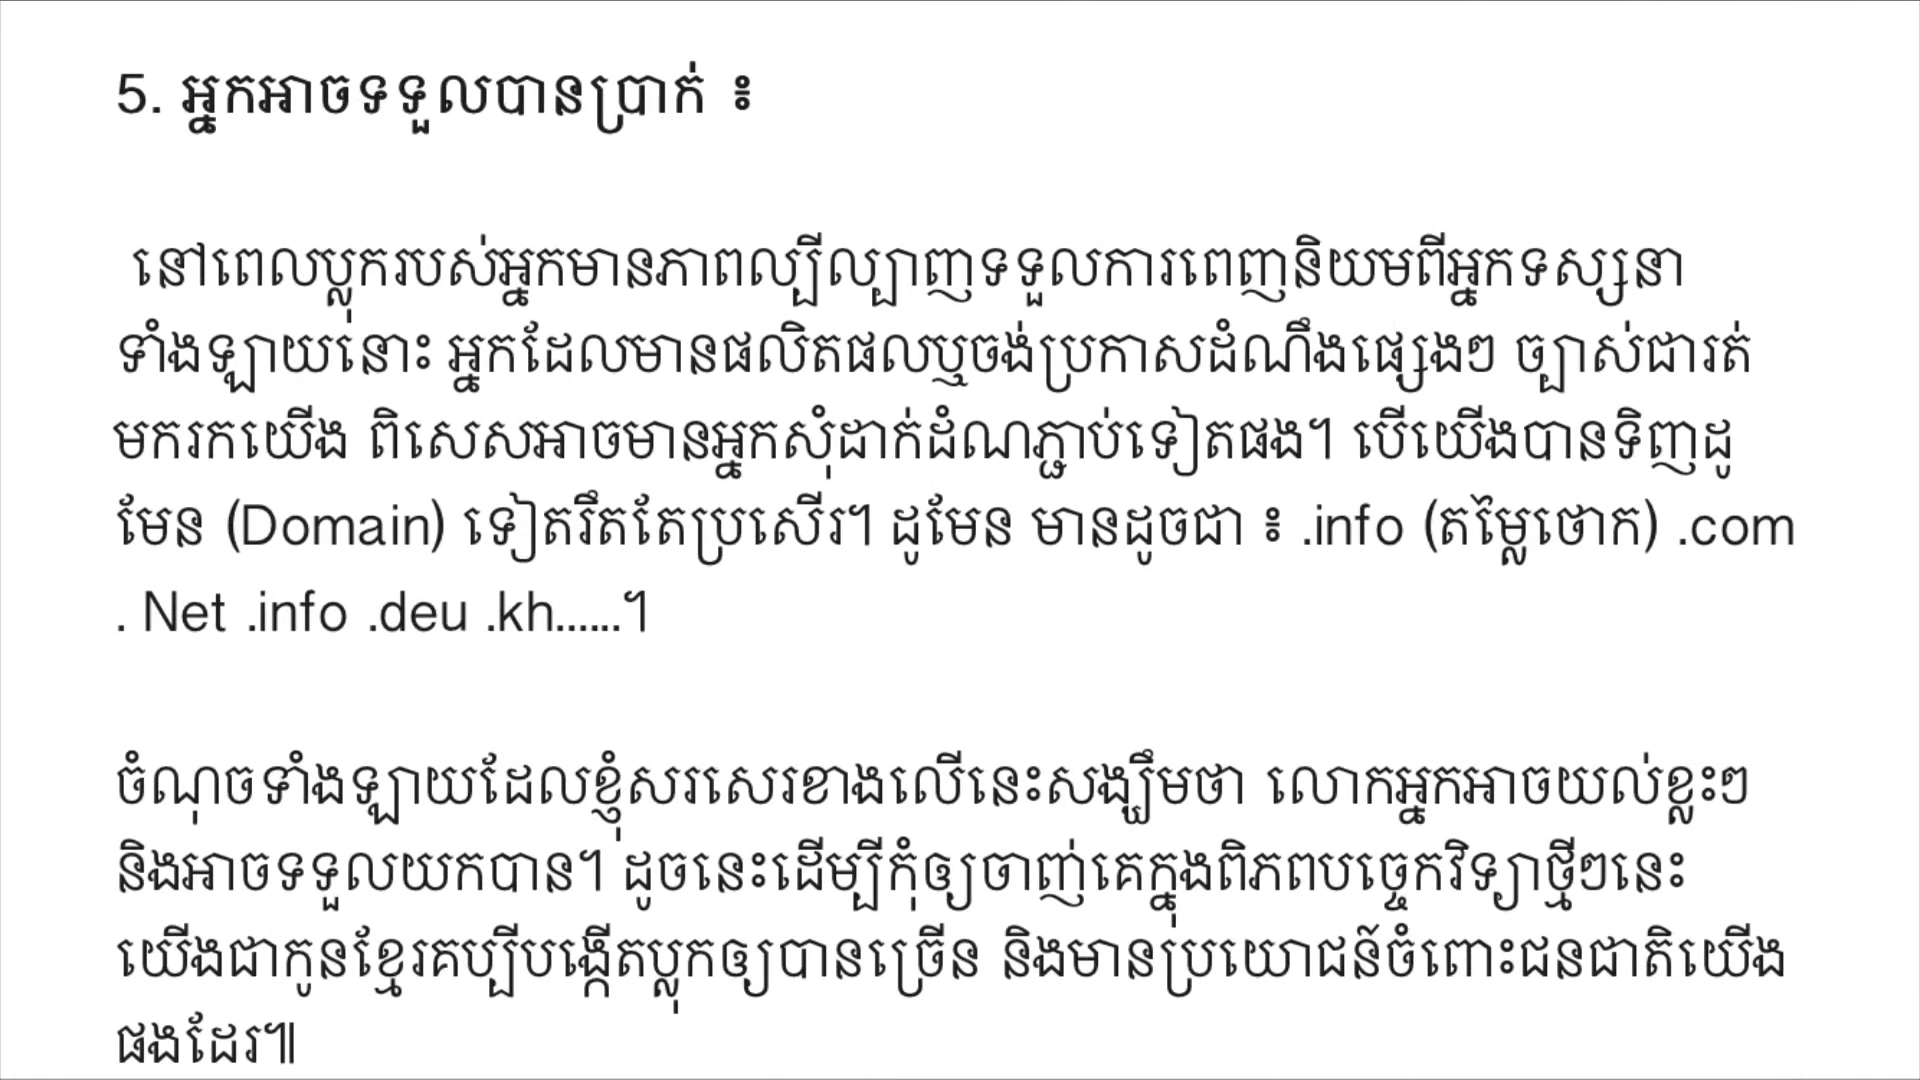 5. អ្នកអាចទទួលបានប្រាក់ ៖
នៅពេលប្លុករបស់អ្នកមានភាពល្បីល្បាញទទួលការពេញនិយមពីអ្នកទស្សនា
ទាំងឡាយនោះ អ្នកដែលមានផលិតផលឬចង់ប្រកាសដំណឹងផ្សេងៗ ច្បាស់ជារត់
មករកយើង ពិសេសអាចមានអ្នកសុំដាក់ដំណភ្ជាប់ទៀតផង។ បើយើងបានទិញដូ
មែន (Domain) ទៀតរឹតតែប្រសើរ។ ដូមែន មានដូចជា ៖ .info (តម្លៃថោក) .com
. Net .info .deu .kh......។
ចំណុចទាំងឡាយដែលខ្ញុំសរសេរខាងលើនេះសង្ឃឹមថា លោកអ្នកអាចយល់ខ្លះៗ
និងអាចទទួលយកបាន។ ដូចនេះដើម្បីកុំឲ្យចាញ់គេក្នុងពិភពបច្ចេកវិទ្យាថ្មីៗនេះ
យើងជាកូនខ្មែរគប្បីបង្កើតប្លុកឲ្យបានច្រើន និងមានប្រយោជន៍ចំពោះជនជាតិយើង
ផងដែរ៕